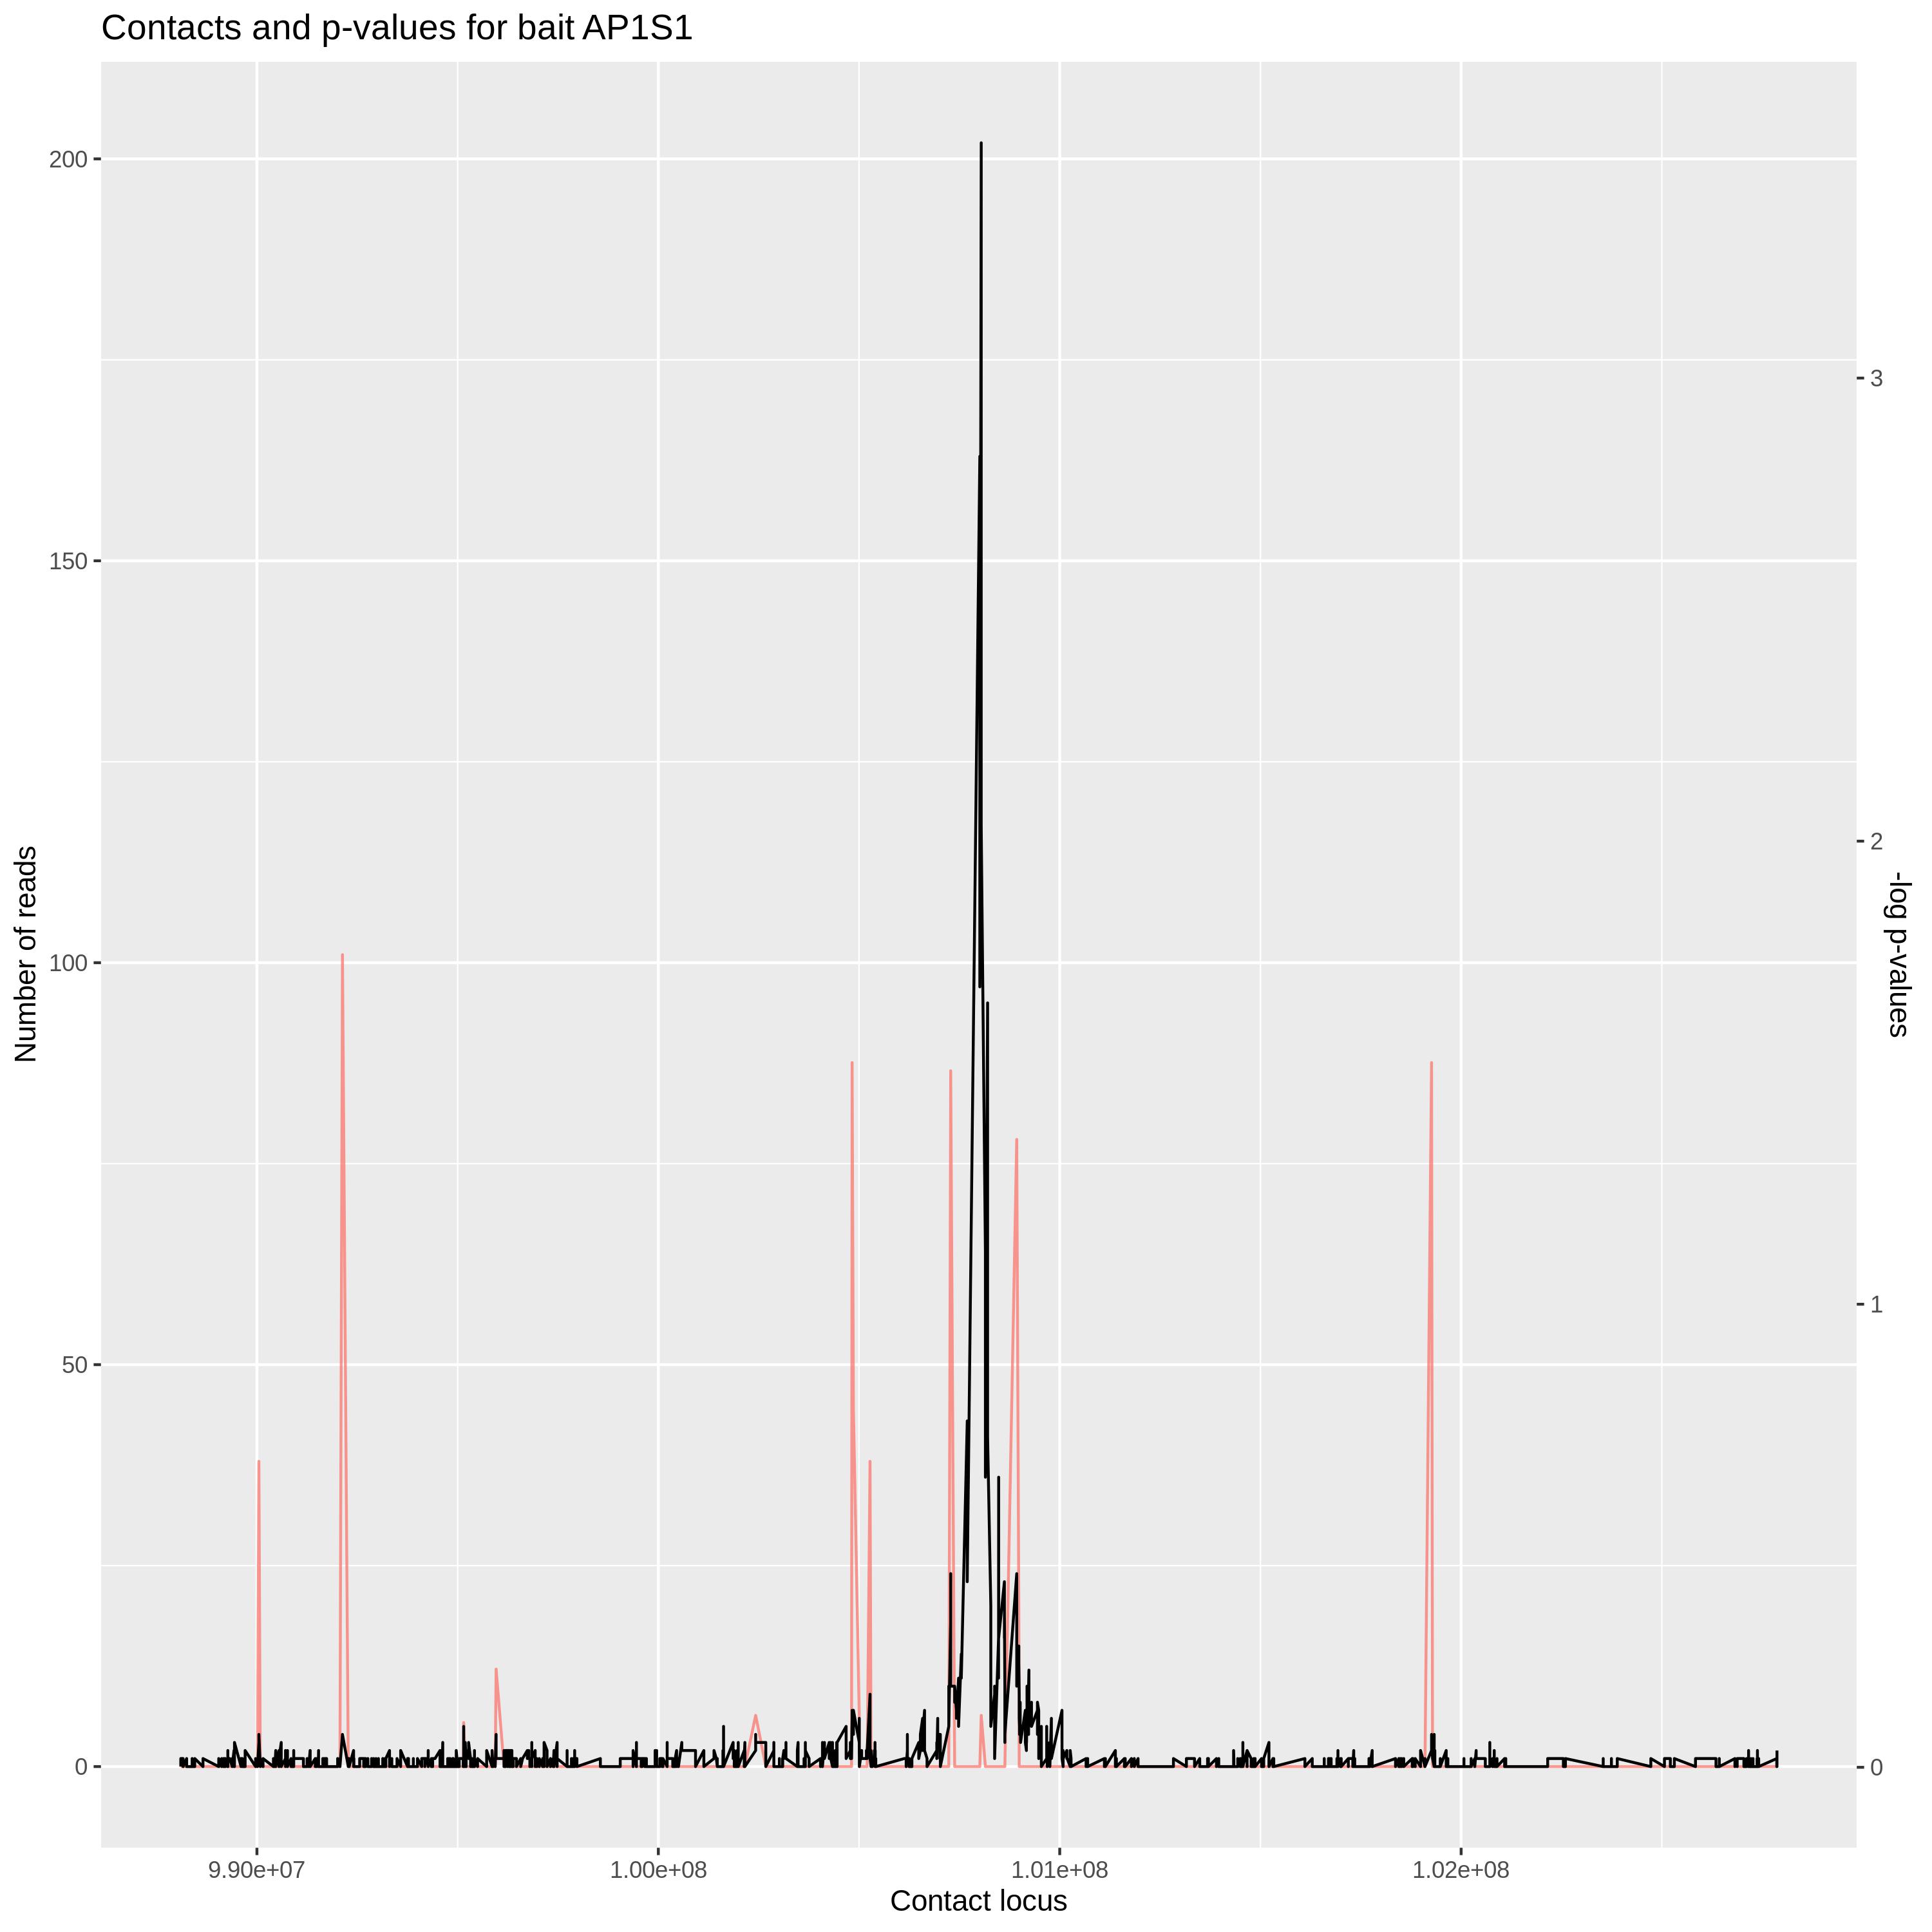 Contacts and p-values for bait AP1S1
200
150
100
50
0
Number of reads
3
2
1
0
-log p-values
9.90e+07
1.00e+08
1.01e+08
1.02e+08
Contact locus